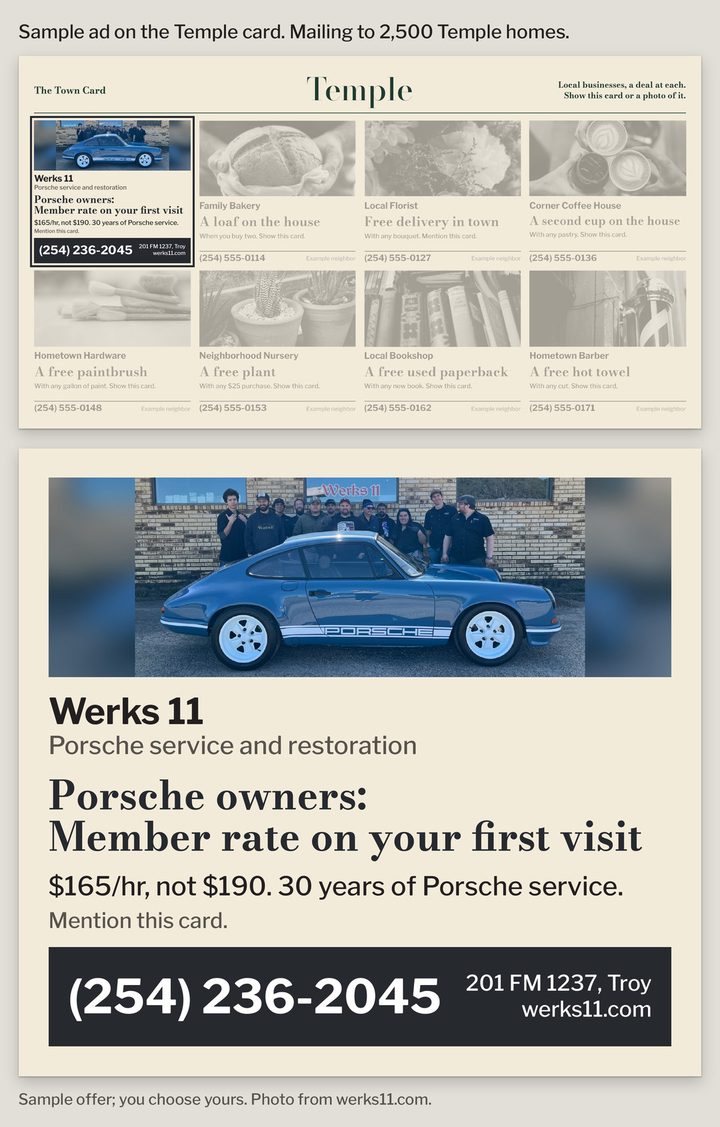 Sample ad on the Temple card. Mailing to 2,500 Temple homes.
The Town Card
Temple
Local businesses, a deal at each.
Show this card or a photo of it.
Werks 11
Porsche service and restoration
Porsche owners:
Member rate on your first visit
$165/hr, not $190. 30 years of Porsche service.
Mention this card.
(254) 236-2045
201 FM 1237, Troy
werks11.com
Family Bakery
A loaf on the house
When you buy two. Show this card.
(254) 555-0114
Example neighbor
Local Florist
Free delivery in town
With any bouquet. Mention this card.
(254) 555-0127
Example neighbor
Corner Coffee House
A second cup on the house
With any pastry. Show this card.
(254) 555-0136
Example neighbor
Hometown Hardware
A free paintbrush
With any gallon of paint. Show this card.
(254) 555-0148
Example neighbor
Neighborhood Nursery
A free plant
With any $25 purchase. Show this card.
(254) 555-0153
Example neighbor
Local Bookshop
A free used paperback
With any new book. Show this card.
(254) 555-0162
Example neighbor
Hometown Barber
A free hot towel
With any cut. Show this card.
(254) 555-0171
Example neighbor
Werks 11
PORSCHE
Werks 11
Porsche service and restoration
Porsche owners:
Member rate on your first visit
$165/hr, not $190. 30 years of Porsche service.
Mention this card.
(254) 236-2045
201 FM 1237, Troy
werks11.com
Sample offer; you choose yours. Photo from werks11.com.